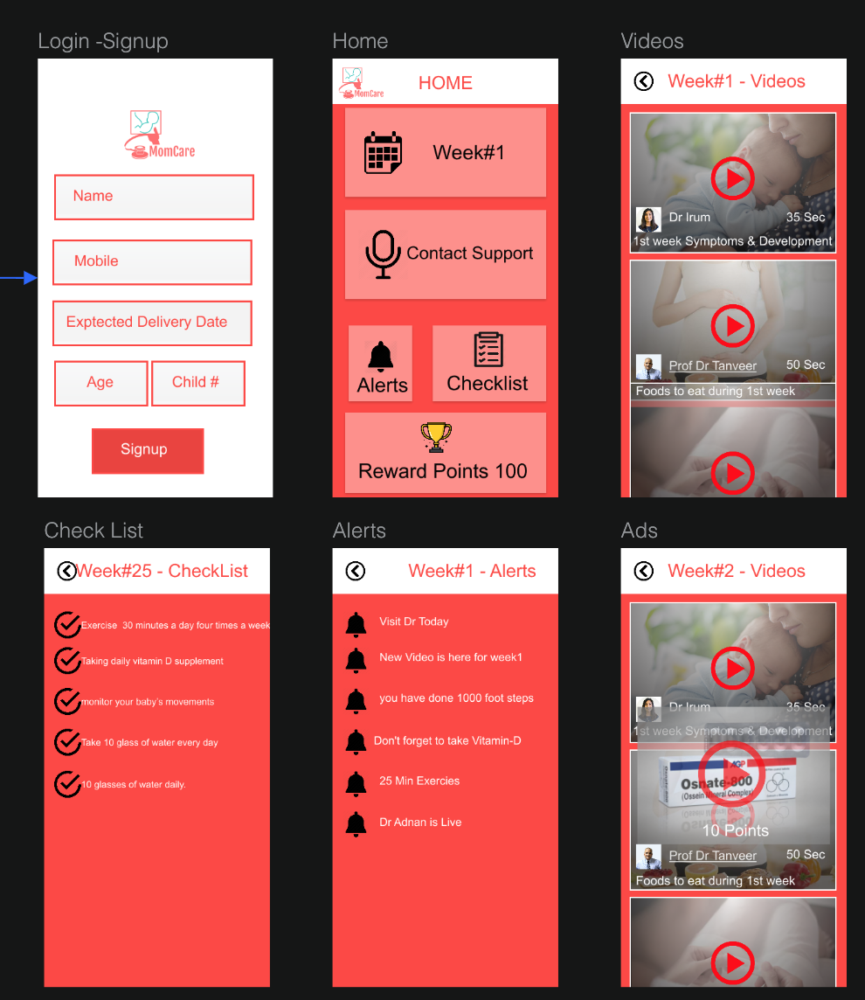 Login -Signup
MomCare
Name
Mobile
Exptected Delivery Date
Age
Child #
Signup
Home
MomCare
HOME
Week#1
Contact Support
Alerts
Checklist
Reward Points 100
Videos
Week#1 - Videos
Dr Irum
35 Sec
1st week Symptoms & Development
Prof Dr Tanveer
50 Sec
Foods to eat during 1st week
Check List
Week#25 - CheckList
Exercise  30 minutes a day four times a week
Taking daily vitamin D supplement
monitor your baby's movements
Take 10 glass of water every day
10 glasses of water daily.
Alerts
Week#1 - Alerts
Visit Dr Today
New Video is here for week1
you have done 1000 foot steps
Don't forget to take Vitamin-D
25 Min Exercies
Dr Adnan is Live
Ads
Week#2 - Videos
Dr Irum
35 Sec
1st week Symptoms & Development
AGP
Osnate-800
(Ossein Mineral Complex)
10 Points
Prof Dr Tanveer
50 Sec
Foods to eat during 1st week